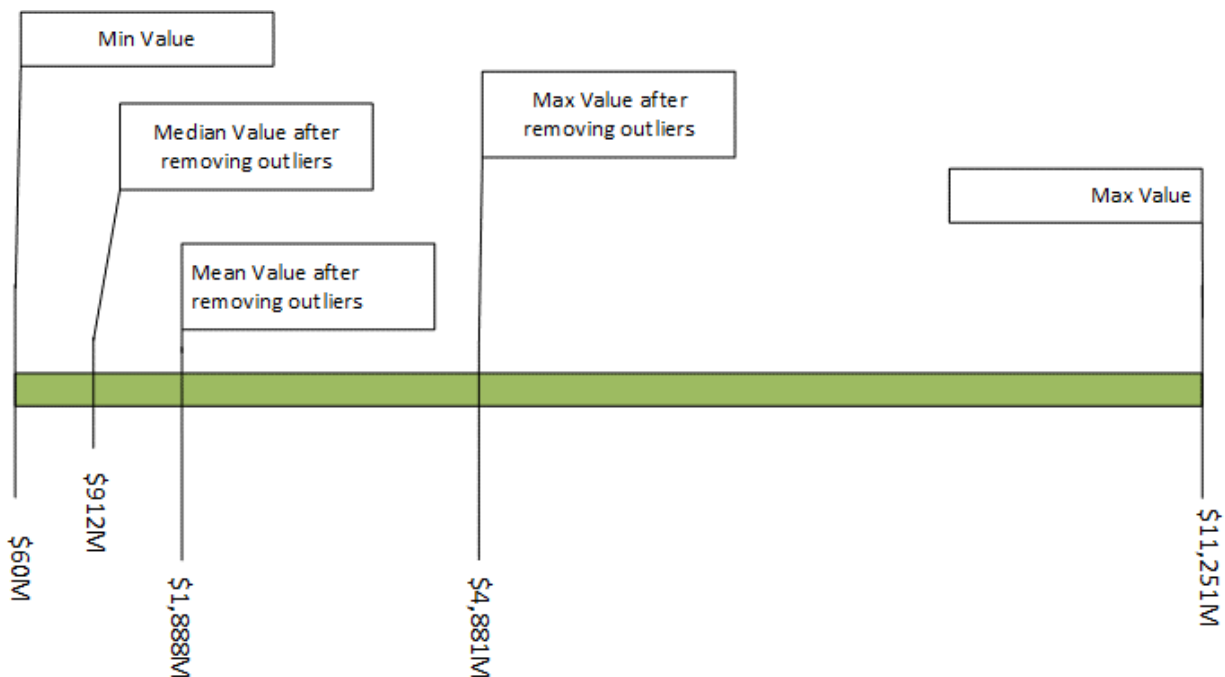 Min Value
Max Value after
removing outliers
Median Value after
removing outliers
Max Value
Mean Value after
removing outliers
$60M
$912M
$1,888M
$4,881M
$11,251M